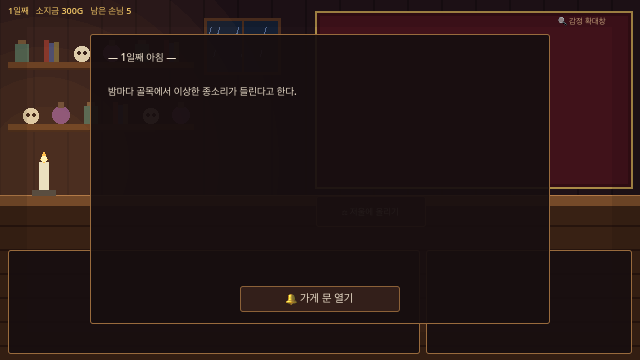 1일째 소지금 300G 남은 손님 5
🔍 감정 확대창
— 1일째 아침 —
밤마다 골목에서 이상한 종소리가 들린다고 한다.
🔔 가게 문 열기